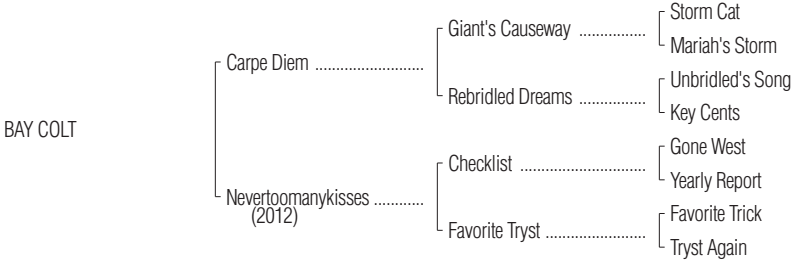 Storm Cat
Giant's Causeway ................
Mariah's Storm
Carpe Diem ..........................
Unbridled's Song
Rebridled Dreams ................
Key Cents
BAY COLT
Gone West
Checklist ..............................
Yearly Report
Nevertoomanykisses ............
(2012)
Favorite Trick
Favorite Tryst ........................
Tryst Again